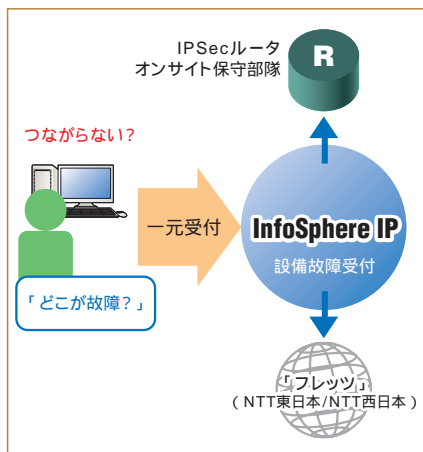 IPSecルータ
オンサイト保守部隊
R
つながらない?
一元受付
InfoSphere IP
設備故障受付
「どこが故障?」
「フレッツ」
(NTT東日本/NTT西日本)